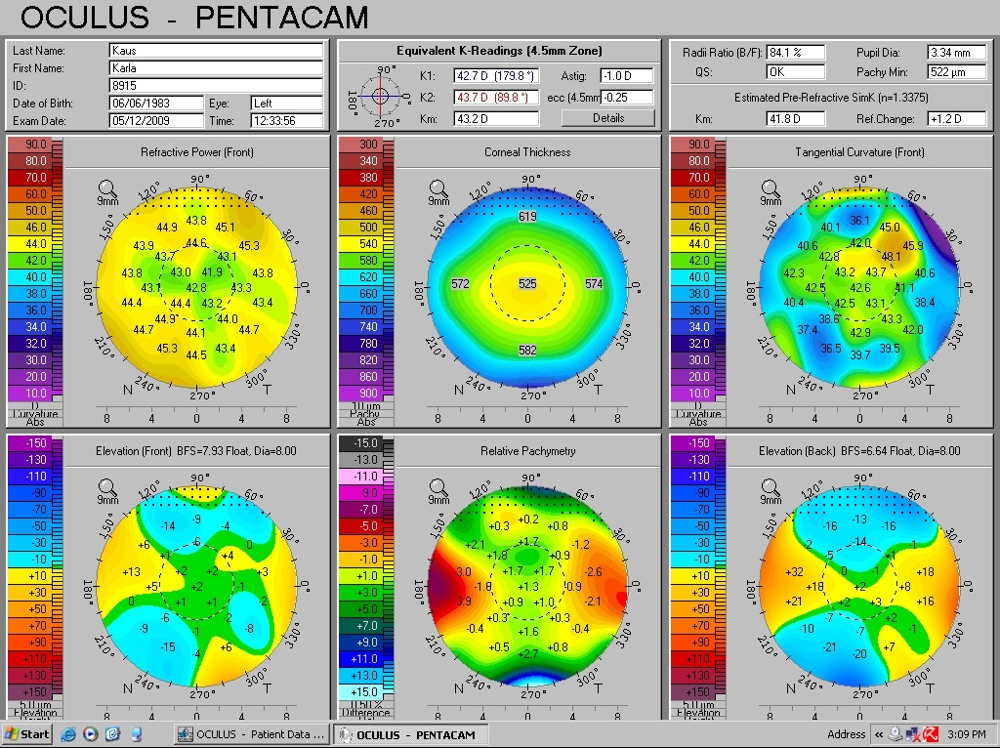 OCULUS - PENTACAM
Last Name: Kaus
First Name: Karla
ID: 8915
Date of Birth: 06/06/1983 Eye: Left
Exam Date: 05/12/2009 Time: 12:33:56
Equivalent K-Readings (4.5mm Zone)
90°
180° 0°
270°
K1: 42.7 D (179.8 °) Astig: -1.0 D
K2: 43.7 D (89.8 °) ecc (4.5mm -0.25
Km: 43.2 D Details
Radii Ratio (B/F): 84.1 % Pupil Dia: 3.34 mm
QS: OK Pachy Min: 522 µm
Estimated Pre-Refractive SimK (n=1.3375)
Km: 41.8 D Ref.Change: +1.2 D
Refractive Power (Front)
90.0
80.0
70.0
60.0
50.0
46.0
44.0
42.0
40.0
38.0
36.0
34.0
32.0
30.0
20.0
10.0
D
Curvature
Abs
9mm
90°
120° 60°
150° 30°
180° 0°
210° 330°
240° 300°
270°
N T
43.8
44.9 45.1
43.9 44.6 45.3
43.7 43.1
43.8 43.0 41.9 43.8
43.1 42.8 43.3
44.4 44.4 43.2 43.4
44.9 44.0
44.7 44.1 44.7
45.3 43.4
44.5
8 4 0 4 8
Corneal Thickness
300
340
380
420
460
500
540
580
620
660
700
740
780
820
860
900
10 µm
Pachy
Abs
9mm
90°
120° 60°
150° 30°
180° 0°
210° 330°
240° 300°
270°
N T
619
572 525 574
582
8 4 0 4 8
Tangential Curvature (Front)
90.0
80.0
70.0
60.0
50.0
46.0
44.0
42.0
40.0
38.0
36.0
34.0
32.0
30.0
20.0
10.0
D
Curvature
Abs
9mm
90°
120° 60°
150° 30°
180° 0°
210° 330°
240° 300°
270°
N T
36.1
40.1 45.0
40.6 42.0 45.9
42.8 48.1
42.3 43.2 43.7 40.6
42.5 42.6 41.1
40.4 42.5 43.1 38.4
38.6 43.3
37.4 42.9 42.0
36.5 39.5
39.7
8 4 0 4 8
Elevation (Front) BFS=7.93 Float, Dia=8.00
-150
-130
-110
-90
-70
-50
-30
-10
+10
+30
+50
+70
+90
+110
+130
+150
5.0 µm
Elevation
9mm
90°
120° 60°
150° 30°
180° 0°
210° 330°
240° 300°
270°
N T
-9
-14 -4
+6 -6 0
+1 +4
+13 +2 +2 +3
+5 +2 -1
0 +1 +1 -2
-6 -2
-9 -1 -8
-15 +6
-4
8 4 0 4 8
Relative Pachymetry
-15.0
-13.0
-11.0
-9.0
-7.0
-5.0
-3.0
-1.0
+1.0
+3.0
+5.0
+7.0
+9.0
+11.0
+13.0
+15.0
0.50 %
Difference
9mm
90°
120° 60°
150° 30°
180° 0°
210° 330°
240° 300°
270°
N T
+0.2
+0.3 +0.8
+2.1 +1.7 -1.2
+1.8 +0.9
3.0 +1.7 +1.7 -2.6
-1.8 +1.3 -0.9
-3.9 +0.9 +1.0 -2.1
+0.3 +0.3
-0.4 +1.6 -0.4
+0.5 +0.8
+2.7
8 4 0 4 8
Elevation (Back) BFS=6.64 Float, Dia=8.00
-150
-130
-110
-90
-70
-50
-30
-10
+10
+30
+50
+70
+90
+110
+130
+150
5.0 µm
Elevation
9mm
90°
120° 60°
150° 30°
180° 0°
210° 330°
240° 300°
270°
N T
-13
-16 -16
2 -14 -1
-5 -1
+32 0 -1 +18
+18 +2 +8
+21 +2 +3 +16
-7 +2
-10 -7 -1
-21 +7
-20
8 4 0 4 8
Start OCULUS - Patient Data ... OCULUS - PENTACAM Address « 3:09 PM